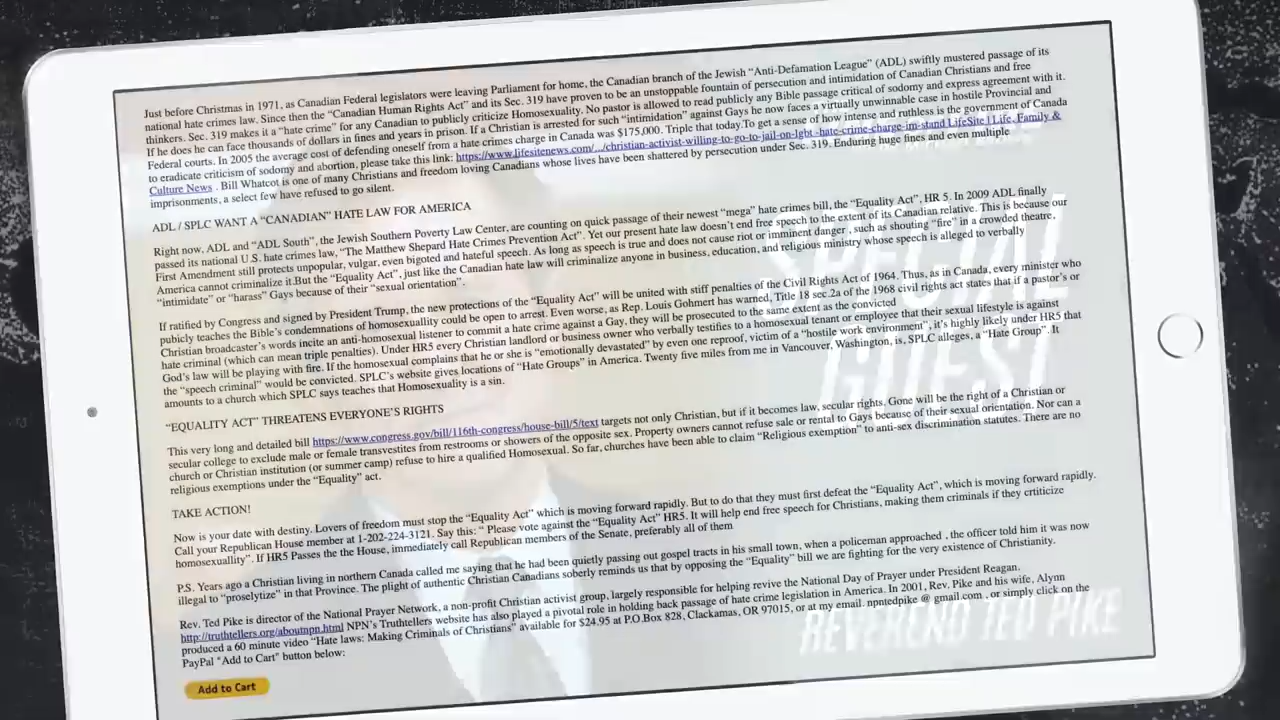 Just before Christmas in 1971, as Canadian Federal legislators were leaving Parliament for home, the Canadian branch of the Jewish “Anti-Defamation League” (ADL) swiftly mustered passage of its
national hate crimes law. Since then the “Canadian Human Rights Act” and its Sec. 319 have proven to be an unstoppable fountain of persecution and intimidation of Canadian Christians and free
thinkers. Sec. 319 makes it a “hate crime” for any Canadian to publicly criticize Homosexuality. No pastor is allowed to read publicly any Bible passage critical of sodomy and express agreement with it.
If he does he can face thousands of dollars in fines and years in prison. If a Christian is arrested for such “intimidation” against Gays he now faces a virtually unwinnable case in hostile Provincial and
Federal courts. In 2005 the average cost of defending oneself from a hate crimes charge in Canada was $175,000. Triple that today.To get a sense of how intense and ruthless is the government of Canada
to eradicate criticism of sodomy and abortion, please take this link: https://www.lifesitenews.com/.../christian-activist-willing-to-go-to-jail-on-lgbt-hate-crime-charge-im-stand LifeSite | Life, Family &
Culture News . Bill Whatcot is one of many Christians and freedom loving Canadians whose lives have been shattered by persecution under Sec. 319. Enduring huge fines and even multiple
imprisonments, a select few have refused to go silent.
ADL / SPLC WANT A “CANADIAN” HATE LAW FOR AMERICA
Right now, ADL and “ADL South”, the Jewish Southern Poverty Law Center, are counting on quick passage of their newest “mega” hate crimes bill, the “Equality Act”, HR 5. In 2009 ADL finally
passed its national U.S. hate crimes law, “The Matthew Shepard Hate Crimes Prevention Act”. Yet our present hate law doesn’t end free speech to the extent of its Canadian relative. This is because our
First Amendment still protects unpopular, vulgar, even bigoted and hateful speech. As long as speech is true and does not cause riot or imminent danger , such as shouting “fire” in a crowded theatre,
America cannot criminalize it.But the “Equality Act”, just like the Canadian hate law will criminalize anyone in business, education, and religious ministry whose speech is alleged to verbally
“intimidate” or “harass” Gays because of their “sexual orientation”.
If ratified by Congress and signed by President Trump, the new protections of the “Equality Act” will be united with stiff penalties of the Civil Rights Act of 1964. Thus, as in Canada, every minister who
publicly teaches the Bible’s condemnations of homosexuallity could be open to arrest. Even worse, as Rep. Louis Gohmert has warned, Title 18 sec.2a of the 1968 civil rights act states that if a pastor’s or
Christian broadcaster’s words incite an anti-homosexual listener to commit a hate crime against a Gay, they will be prosecuted to the same extent as the convicted
hate criminal (which can mean triple penalties). Under HR5 every Christian landlord or business owner who verbally testifies to a homosexual tenant or employee that their sexual lifestyle is against
God’s law will be playing with fire. If the homosexual complains that he or she is “emotionally devastated” by even one reproof, victim of a “hostile work environment”, it’s highly likely under HR5 that
the “speech criminal” would be convicted. SPLC’s website gives locations of “Hate Groups” in America. Twenty five miles from me in Vancouver, Washington, is, SPLC alleges, a “Hate Group”. It
amounts to a church which SPLC says teaches that Homosexuality is a sin.
“EQUALITY ACT” THREATENS EVERYONE’S RIGHTS
This very long and detailed bill https://www.congress.gov/bill/116th-congress/house-bill/5/text targets not only Christian, but if it becomes law, secular rights. Gone will be the right of a Christian or
secular college to exclude male or female transvestites from restrooms or showers of the opposite sex. Property owners cannot refuse sale or rental to Gays because of their sexual orientation. Nor can a
church or Christian institution (or summer camp) refuse to hire a qualified Homosexual. So far, churches have been able to claim “Religious exemption” to anti-sex discrimination statutes. There are no
religious exemptions under the “Equality” act.
TAKE ACTION!
Now is your date with destiny. Lovers of freedom must stop the “Equality Act” which is moving forward rapidly. But to do that they must first defeat the “Equality Act”, which is moving forward rapidly.
Call your Republican House member at 1-202-224-3121. Say this: “ Please vote against the “Equality Act” HR5. It will help end free speech for Christians, making them criminals if they crticicize
homosexuallity”. If HR5 Passes the the House, immediately call Republican members of the Senate, preferably all of them
P.S. Years ago a Christian living in northern Canada called me saying that he had been quietly passing out gospel tracts in his small town, when a policeman approached , the officer told him it was now
illegal to “proselytize” in that Province. The plight of authentic Christian Canadians soberly reminds us that by opposing the “Equality” bill we are fighting for the very existence of Christianity.
Rev. Ted Pike is director of the National Prayer Network, a non-profit Christian activist group, largely responsible for helping revive the National Day of Prayer under President Reagan.
http://truthtellers.org/aboutnpn.html NPN’s Truthtellers website has also played a pivotal role in holding back passage of hate crime legislation in America. In 2001, Rev. Pike and his wife, Alynn
produced a 60 minute video “Hate laws: Making Criminals of Christians” available for $24.95 at P.O.Box 828, Clackamas, OR 97015, or at my email. npntedpike @ gmail.com , or simply click on the
PayPal “Add to Cart” button below:
Add to Cart
SPECIAL
GUEST
REVEREND TED PIKE